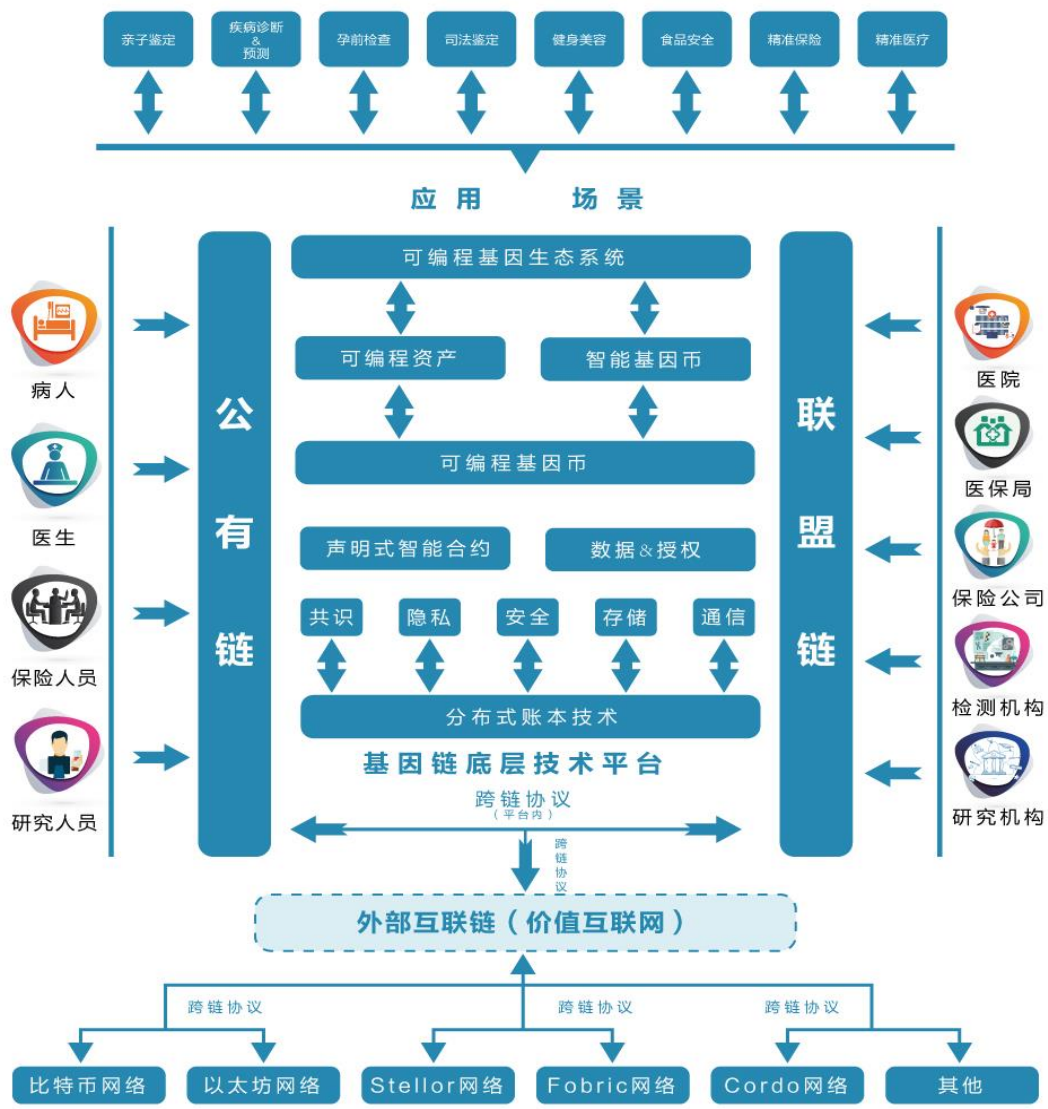 亲子鉴定
疾病诊断
&
预测
孕前检查
司法鉴定
健身美容
食品安全
精准保险
精准医疗
应用 场景
公有链
联盟链
可编程基因生态系统
可编程资产
智能基因币
可编程基因币
声明式智能合约
数据&授权
共识
隐私
安全
存储
通信
分布式账本技术
基因链底层技术平台
跨链协议
(平台内)
跨链协议
病人
医生
保险人员
研究人员
医院
医保局
保险公司
检测机构
研究机构
外部互联链(价值互联网)
跨链协议
跨链协议
跨链协议
比特币网络
以太坊网络
Stellor网络
Fobric网络
Cordo网络
其他